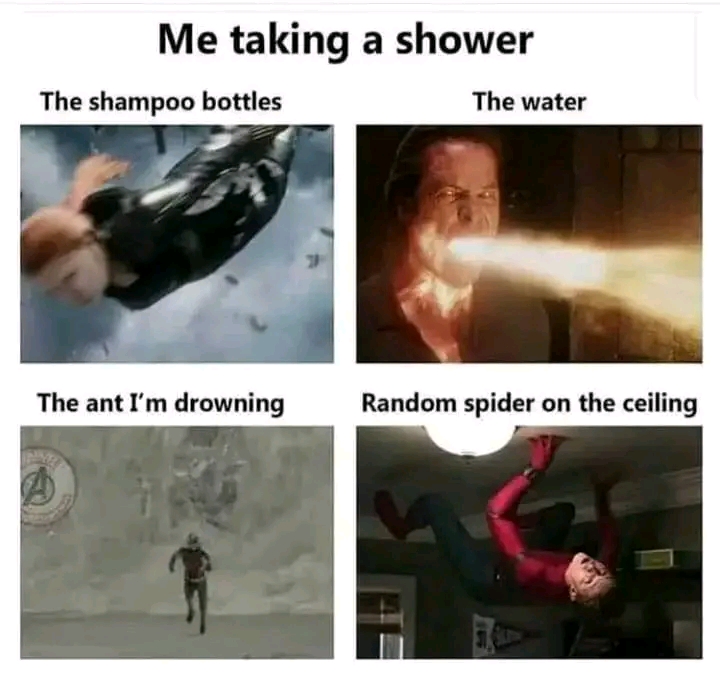 Me taking a shower
The shampoo bottles
The water
The ant I'm drowning
Random spider on the ceiling